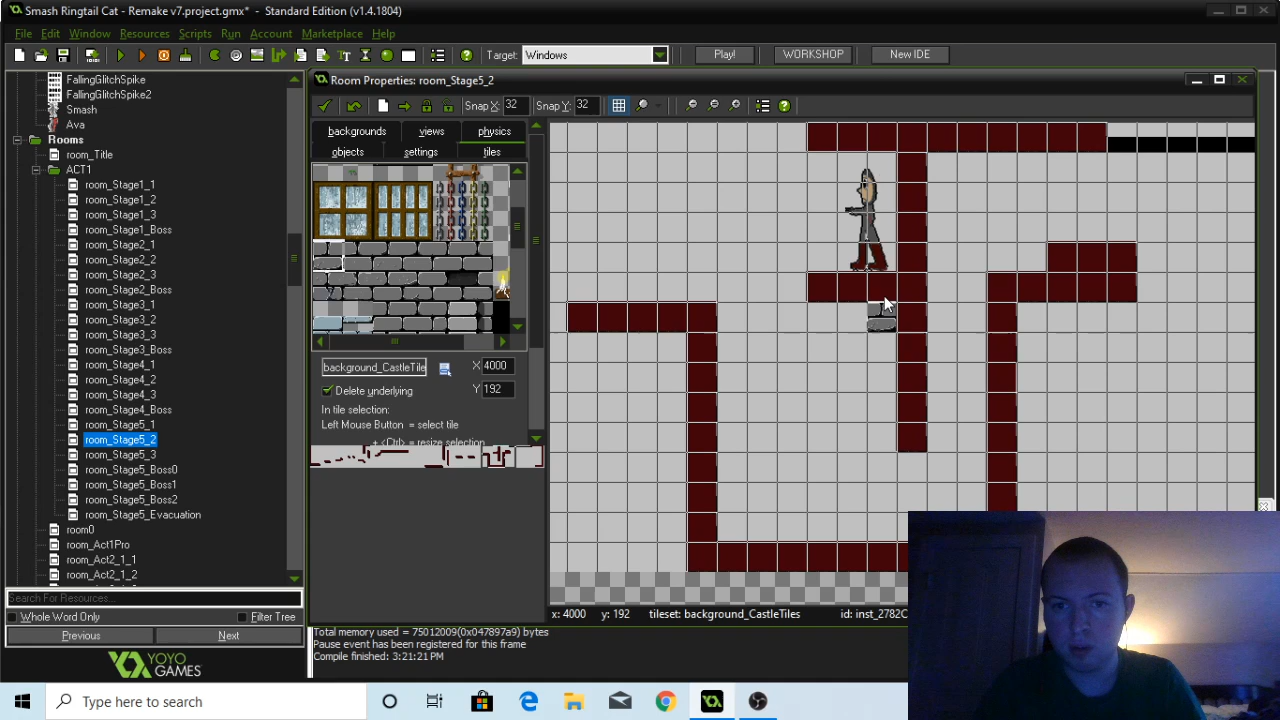 Smash Ringtail Cat - Remake v7.project.gmx* - Standard Edition (v1.4.1804)
File Edit Window Resources Scripts Run Account Marketplace Help
Target: Windows Play! WORKSHOP New IDE
FallingGlitchSpike
FallingGlitchSpike2
Smash
Ava
Rooms
room_Title
ACT1
room_Stage1_1
room_Stage1_2
room_Stage1_3
room_Stage1_Boss
room_Stage2_1
room_Stage2_2
room_Stage2_3
room_Stage2_Boss
room_Stage3_1
room_Stage3_2
room_Stage3_3
room_Stage3_Boss
room_Stage4_1
room_Stage4_2
room_Stage4_3
room_Stage4_Boss
room_Stage5_1
room_Stage5_2
room_Stage5_3
room_Stage5_Boss0
room_Stage5_Boss1
room_Stage5_Boss2
room_Stage5_Evacuation
room0
room_Act1Pro
room_Act2_1_1
room_Act2_1_2
Search For Resources...
Whole Word Only Filter Tree
Previous Next
YOYO
GAMES
Room Properties: room_Stage5_2
Snap X: 32 Snap Y: 32
backgrounds views physics
objects settings tiles
background_CastleTile X 4000
Delete underlying Y 192
In tile selection:
Left Mouse Button = select tile
+ <Ctrl> = resize selection
x: 4000 y: 192 tileset: background_CastleTiles id: inst_2782C
Total memory used = 75012009(0x047897a9) bytes
Pause event has been registered for this frame
Compile finished: 3:21:21 PM
Type here to search